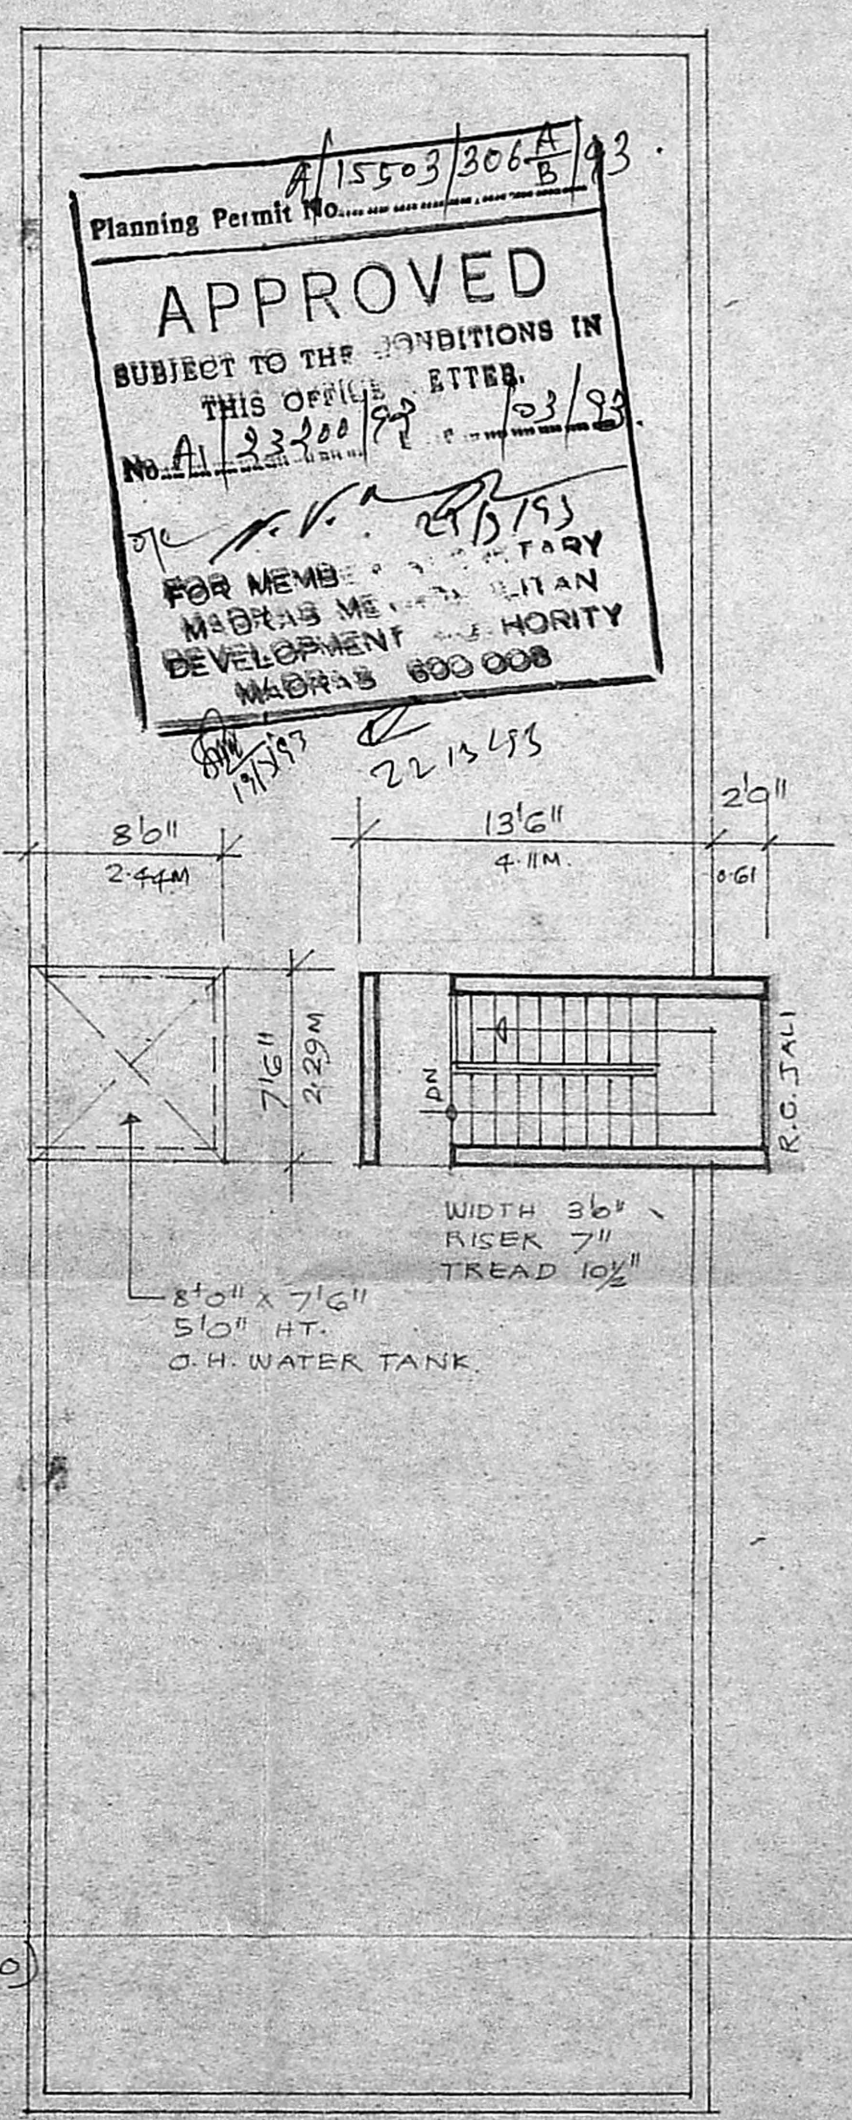 A/15503/306 A/B/93.
Planning Permit No.
APPROVED
SUBJECT TO THE CONDITIONS IN
THIS OFFICE LETTER.
No. A1/23200/92 /03/93.
FOR MEMBER SECRETARY
MADRAS METROPOLITAN
DEVELOPMENT AUTHORITY
MADRAS 600 008
19/3/93
22/3/93
8'0"
2.44M
13'6"
4.11M.
2'0"
0.61
7'6"
2.29M
DN
R.C. JALI
WIDTH 3'6"
RISER 7"
TREAD 10½"
8'0" X 7'6"
5'0" HT.
O.H. WATER TANK.